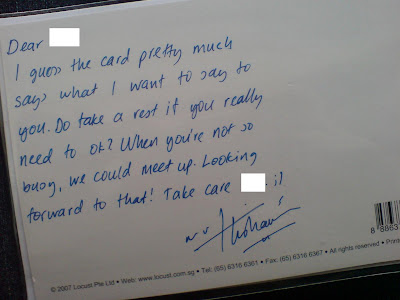 Dear
I guess the card pretty much
says what I want to say to
you. Do take a rest if you really
need to ok? When you're not so
busy, we could meet up. Looking
forward to that! Take care :)
© 2007 Locust Pte Ltd • Web: www.locust.com.sg • Tel: (65) 6316 6361 • Fax: (65) 6316 6367 • All rights reserved • Printe
8 88637